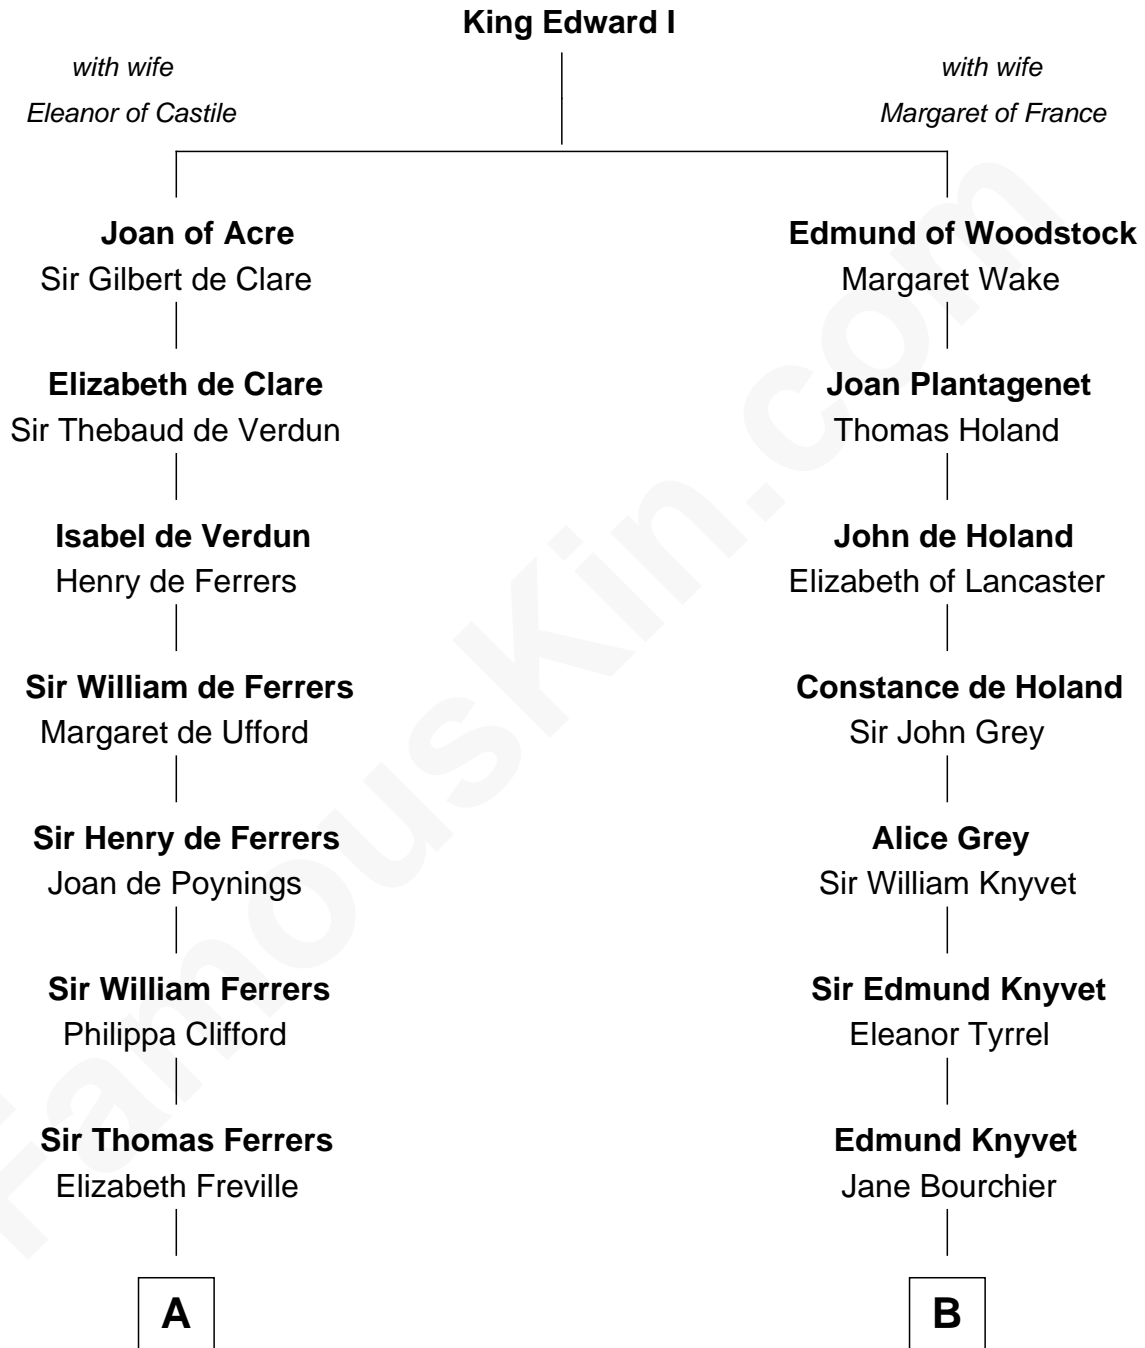 King Edward I
with wife
Eleanor of Castile
with wife
Margaret of France
Joan of Acre
Sir Gilbert de Clare
Edmund of Woodstock
Margaret Wake
Elizabeth de Clare
Sir Thebaud de Verdun
Joan Plantagenet
Thomas Holand
Isabel de Verdun
Henry de Ferrers
John de Holand
Elizabeth of Lancaster
Sir William de Ferrers
Margaret de Ufford
Constance de Holand
Sir John Grey
Sir Henry de Ferrers
Joan de Poynings
Alice Grey
Sir William Knyvet
Sir William Ferrers
Philippa Clifford
Sir Edmund Knyvet
Eleanor Tyrrel
Sir Thomas Ferrers
Elizabeth Freville
Edmund Knyvet
Jane Bourchier
A
B
FamousKin.com